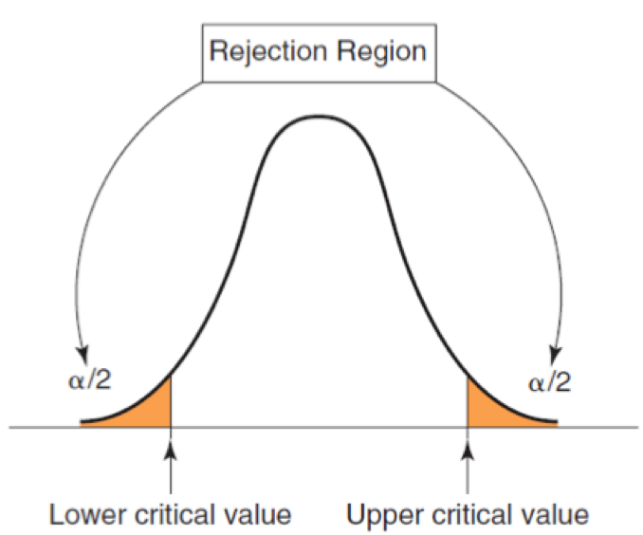 Rejection Region
α/2
α/2
Lower critical value
Upper critical value